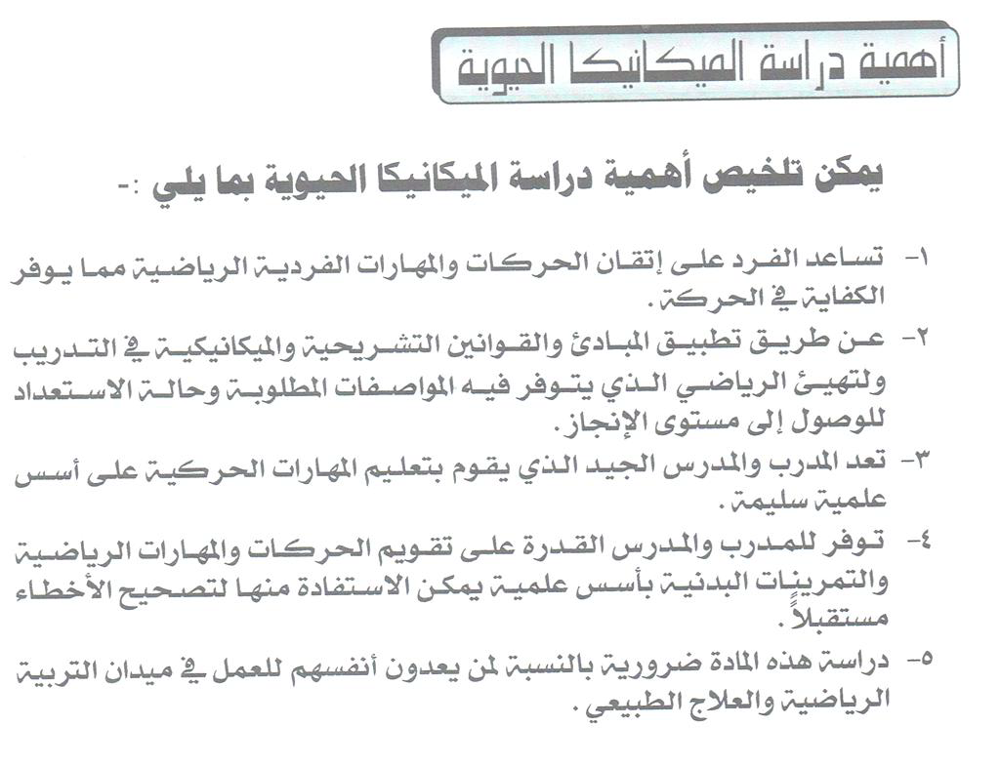 أهمية دراسة الميكانيكا الحيوية
يمكن تلخيص أهمية دراسة الميكانيكا الحيوية بما يلي :-
١- تساعد الفرد على إتقان الحركات والمهارات الفردية الرياضية مما يوفر
الكفاية في الحركة .
٢- عن طريق تطبيق المبادئ والقوانين التشريحية والميكانيكية في التدريب
ولتهيئ الرياضي الذي يتوفر فيه المواصفات المطلوبة وحالة الاستعداد
للوصول إلى مستوى الإنجاز .
٣- تعد المدرب والمدرس الجيد الذي يقوم بتعليم المهارات الحركية على أسس
علمية سليمة .
٤- توفر للمدرب والمدرس القدرة على تقويم الحركات والمهارات الرياضية
والتمرينات البدنية بأسس علمية يمكن الاستفادة منها لتصحيح الأخطاء
مستقبلاً .
٥- دراسة هذه المادة ضرورية بالنسبة لمن يعدون أنفسهم للعمل في ميدان التربية
الرياضية والعلاج الطبيعي .